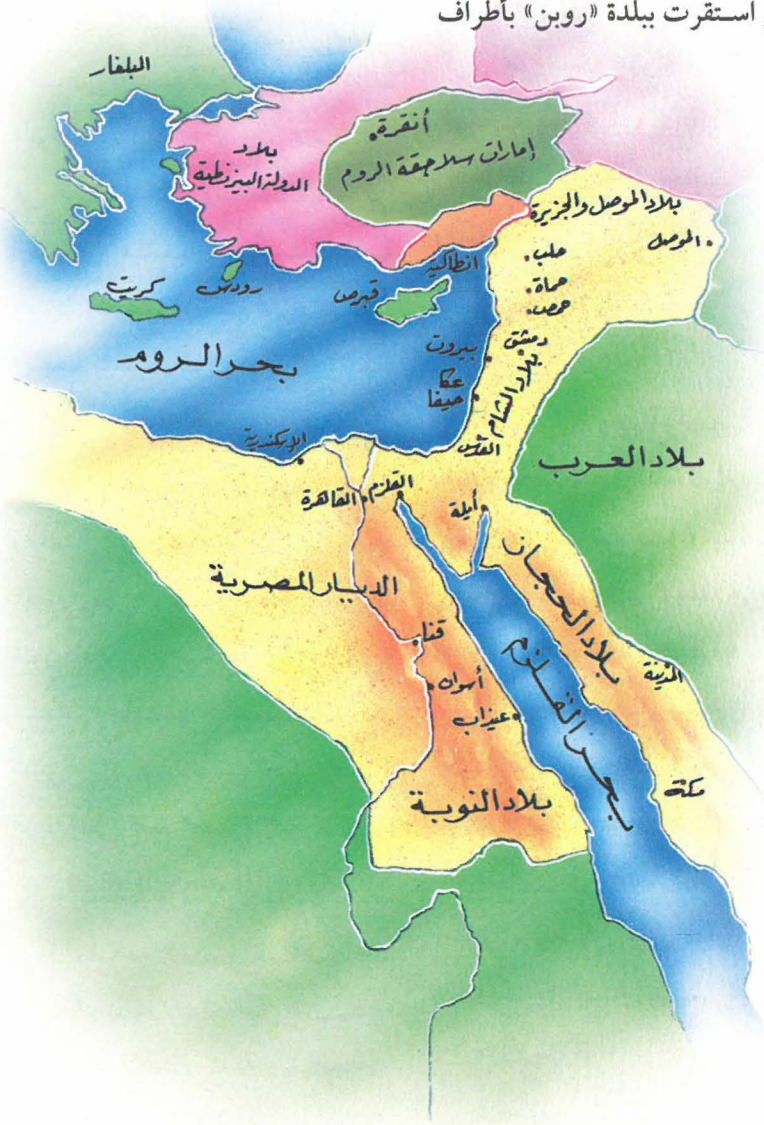 استقرت ببلدة «روبن» بأطراف
البلغار
أنقرة
إمارات سلاجقة الروم
بلاد
الدولة البيزنطية
بلاد الموصل والجزيرة
الموصل
حلب
انطالية
حماة
حمص
قبرص
رودس
كريت
دمشق
بيروت
بلاد الشام
بحر الروم
عكا
حيفا
القدس
الإسكندرية
بلاد العرب
القلزم
القاهرة
أيلة
الديار المصرية
بلاد الحجاز
قنا
المدينة
أسوان
بحر القلزم
عيزاب
مكة
بلاد النوبة